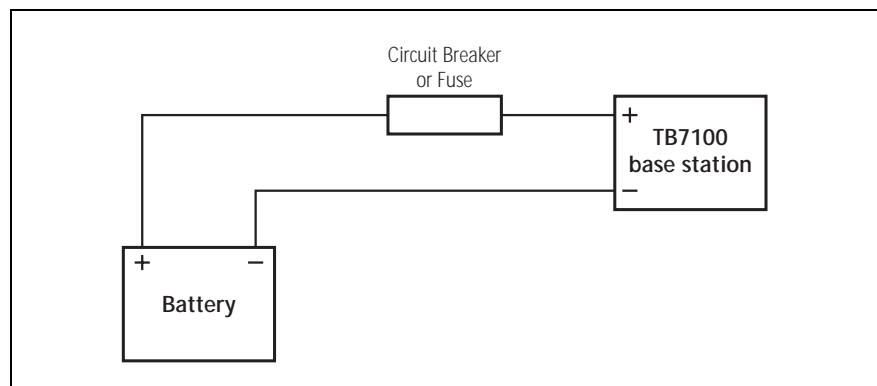 Circuit Breaker
or Fuse
+
TB7100
base station
−
+ −
Battery